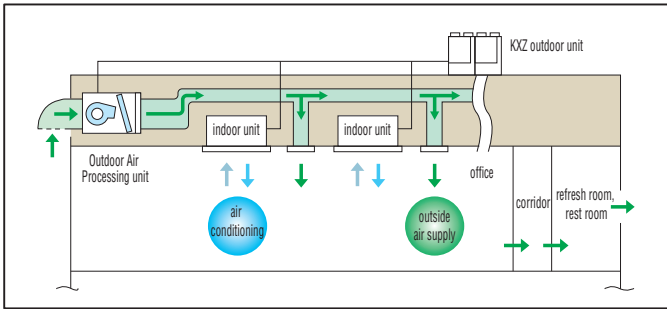 KXZ outdoor unit
indoor unit
indoor unit
Outdoor Air
Processing unit
office
air
conditioning
outside
air supply
corridor
refresh room,
rest room